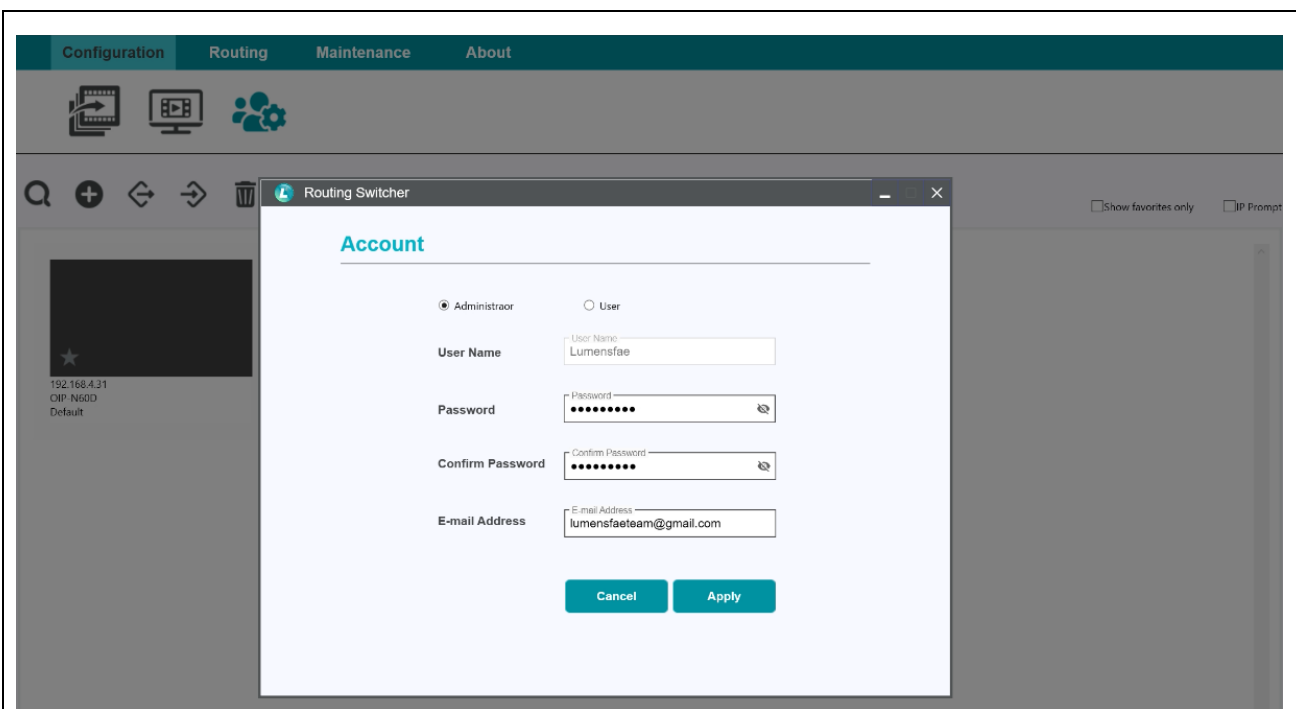 Configuration Routing Maintenance About
Show favorites only IP Prompt
Routing Switcher
Account
Administraor User
User Name
User Name
Lumensfae
Password
Password
●●●●●●●●●
Confirm Password
Confirm Password
●●●●●●●●●
E-mail Address
E-mail Address
lumensfaeteam@gmail.com
Cancel Apply
192.168.4.31
OIP-N60D
Default